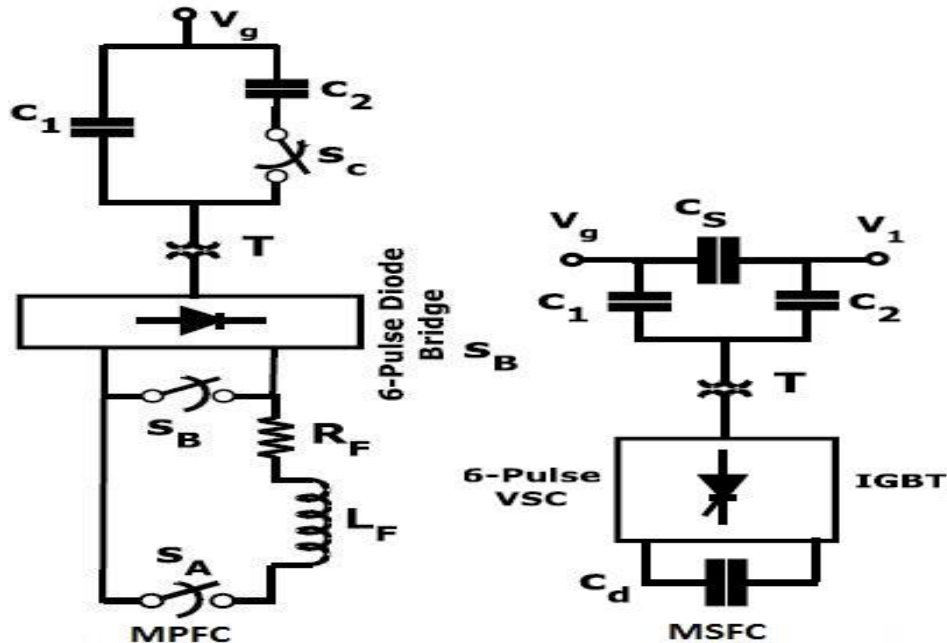 Vg
C1
C2
Sc
T
6-Pulse Diode
Bridge
SB
SB
RF
LF
SA
MPFC
Vg
CS
V1
C1
C2
T
6-Pulse
VSC
IGBT
Cd
MSFC